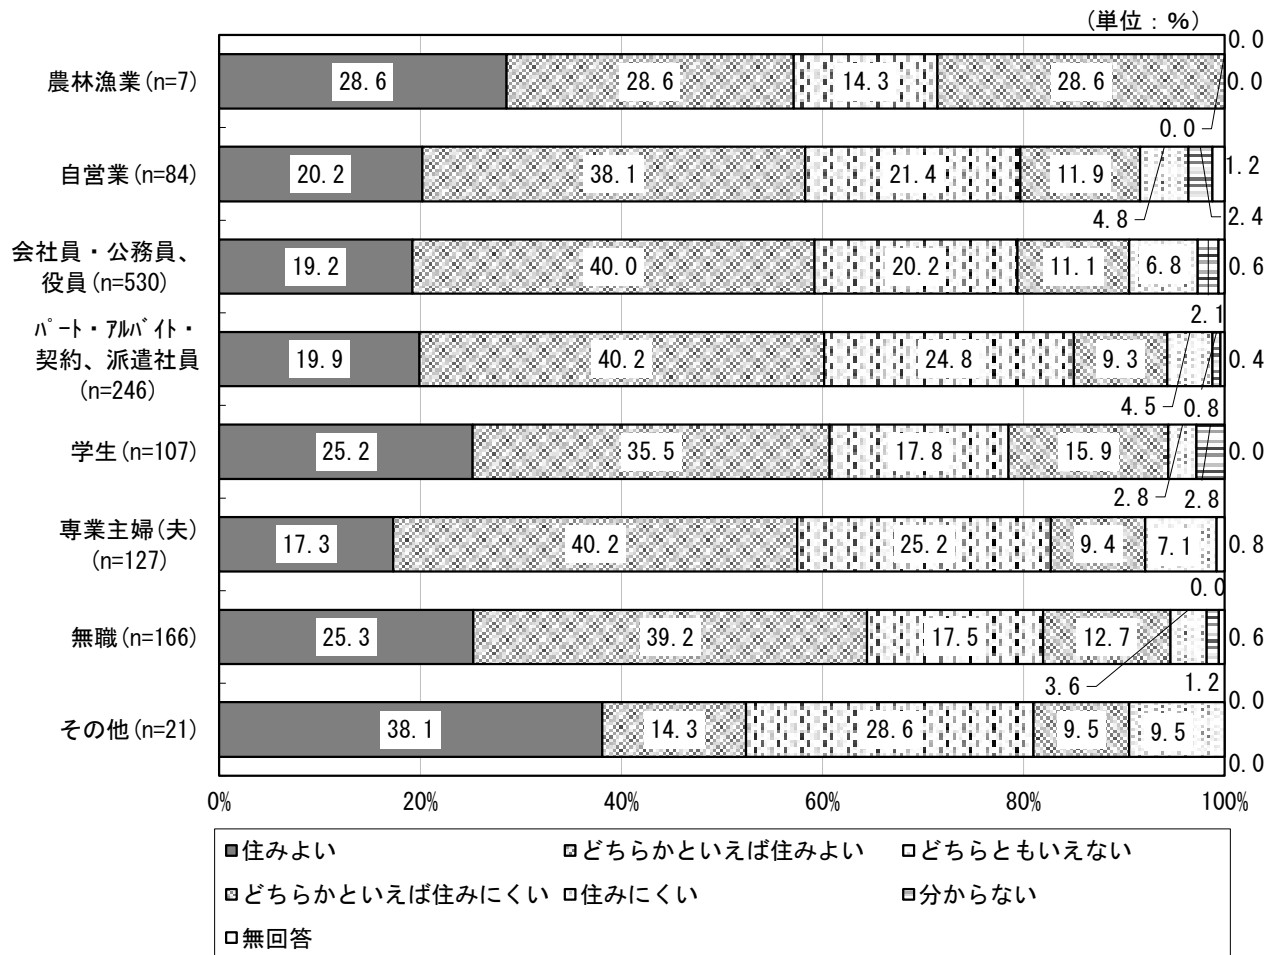 (単位：%)
0.0
農林漁業(n=7) 28.6 28.6 14.3 28.6 0.0
0.0
自営業(n=84) 20.2 38.1 21.4 11.9 1.2
4.8 2.4
会社員・公務員、
役員(n=530) 19.2 40.0 20.2 11.1 6.8 0.6
2.1
ﾊﾟｰﾄ・ｱﾙﾊﾞｲﾄ・
契約、派遣社員 19.9 40.2 24.8 9.3 0.4
(n=246)
4.5 0.8
学生(n=107) 25.2 35.5 17.8 15.9 0.0
2.8 2.8
専業主婦(夫)
(n=127) 17.3 40.2 25.2 9.4 7.1 0.8
0.0
無職(n=166) 25.3 39.2 17.5 12.7 0.6
3.6 1.2
0.0
その他(n=21) 38.1 14.3 28.6 9.5 9.5
0.0
0% 20% 40% 60% 80% 100%
住みよい どちらかといえば住みよい どちらともいえない
どちらかといえば住みにくい 住みにくい 分からない
無回答